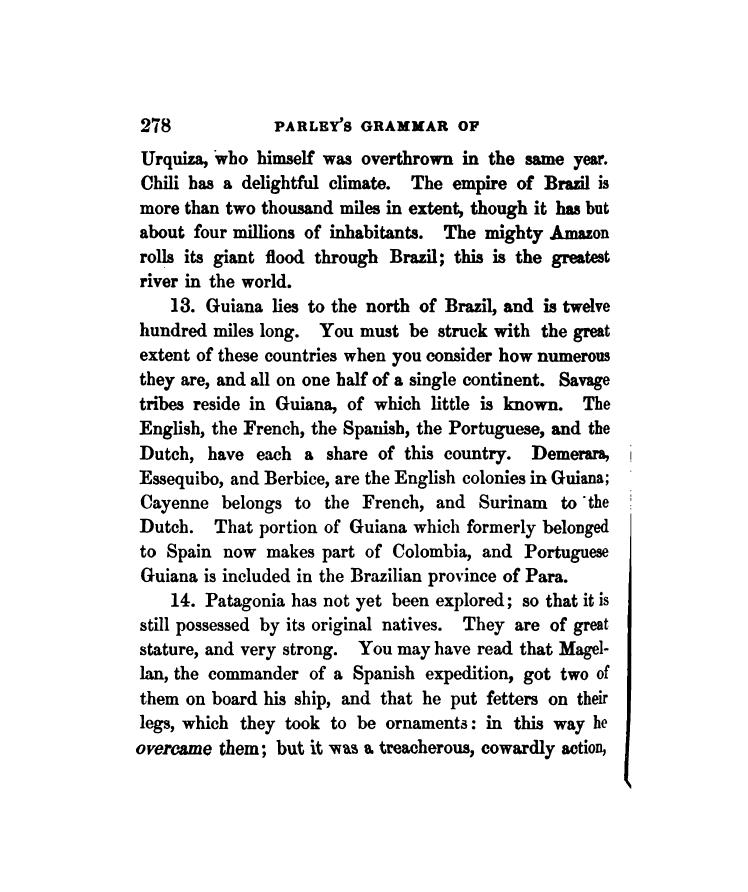 278 PARLEY'S GRAMMAR OF
Urquiza, who himself was overthrown in the same year.
Chili has a delightful climate. The empire of Brazil is
more than two thousand miles in extent, though it has but
about four millions of inhabitants. The mighty Amazon
rolls its giant flood through Brazil; this is the greatest
river in the world.
13. Guiana lies to the north of Brazil, and is twelve
hundred miles long. You must be struck with the great
extent of these countries when you consider how numerous
they are, and all on one half of a single continent. Savage
tribes reside in Guiana, of which little is known. The
English, the French, the Spanish, the Portuguese, and the
Dutch, have each a share of this country. Demerara,
Essequibo, and Berbice, are the English colonies in Guiana;
Cayenne belongs to the French, and Surinam to the
Dutch. That portion of Guiana which formerly belonged
to Spain now makes part of Colombia, and Portuguese
Guiana is included in the Brazilian province of Para.
14. Patagonia has not yet been explored; so that it is
still possessed by its original natives. They are of great
stature, and very strong. You may have read that Magel-
lan, the commander of a Spanish expedition, got two of
them on board his ship, and that he put fetters on their
legs, which they took to be ornaments: in this way he
overcame them; but it was a treacherous, cowardly action,